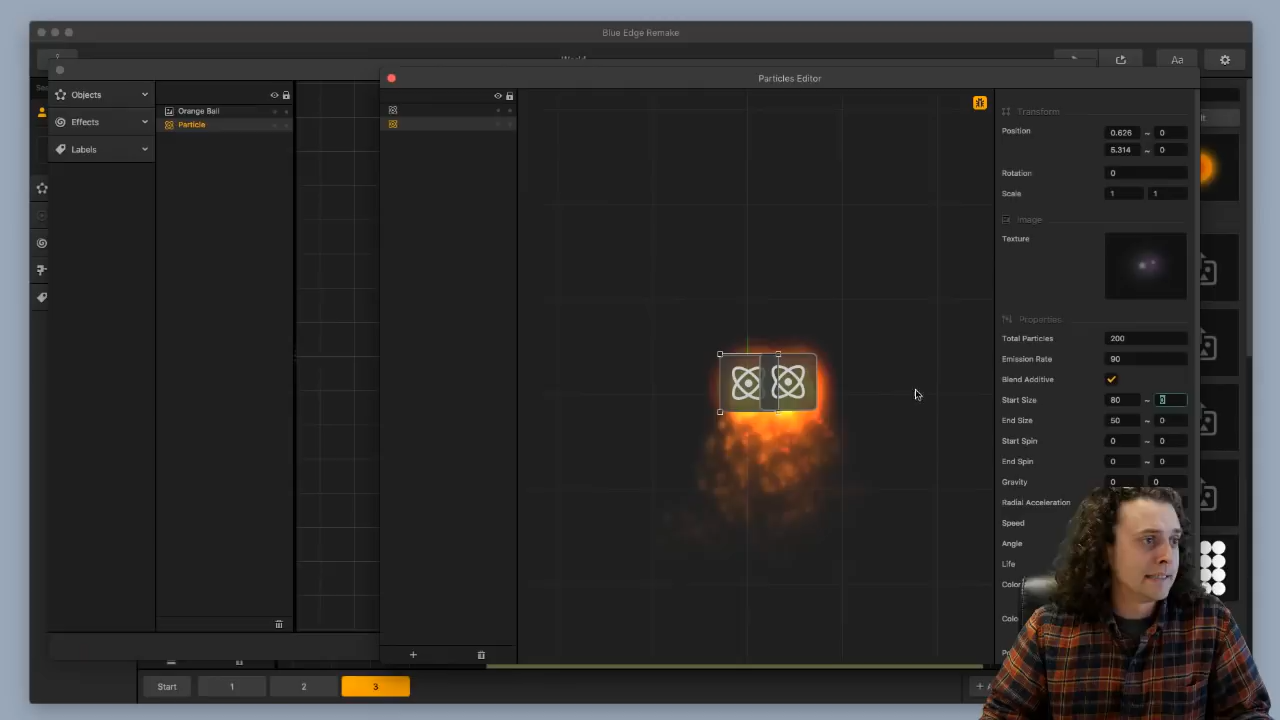 Blue Edge Remake
Aa
Particles Editor
Objects
Effects
Labels
Orange Ball
Particle
Transform
Position 0.626 ~ 0
5.314 ~ 0
Rotation 0
Scale 1 1
Image
Texture
Properties
Total Particles 200
Emission Rate 90
Blend Additive
Start Size 80 ~ 0
End Size 50 ~ 0
Start Spin 0 ~ 0
End Spin 0 ~ 0
Gravity 0 0
Radial Acceleration
Speed
Angle
Life
Color
+
Start 1 2 3
+ A